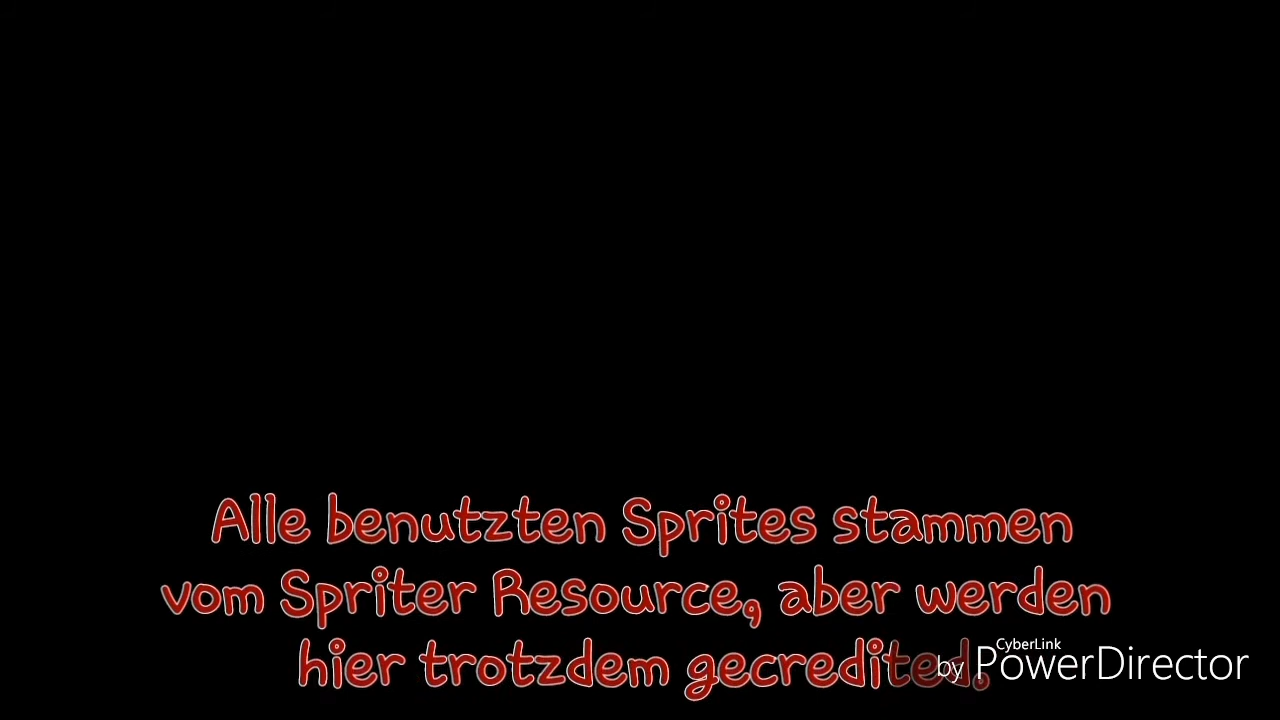 Alle benutzten Sprites stammen
vom Spriter Resource, aber werden
hier trotzdem gecredited.
CyberLink
by PowerDirector